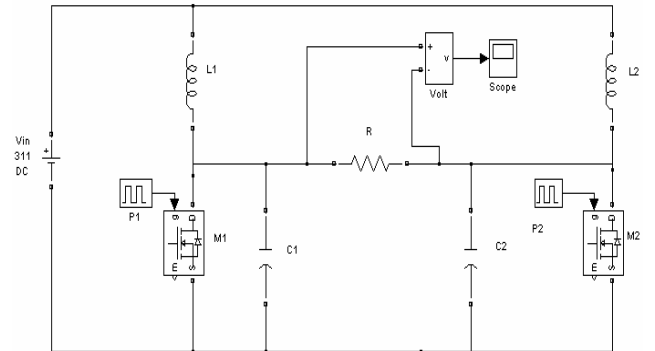 L1
L2
+
v
-
Volt
Scope
R
Vin
311
DC
+
P1
g
D
M1
E
S
v
C1
C2
P2
g
D
M2
E
S
v